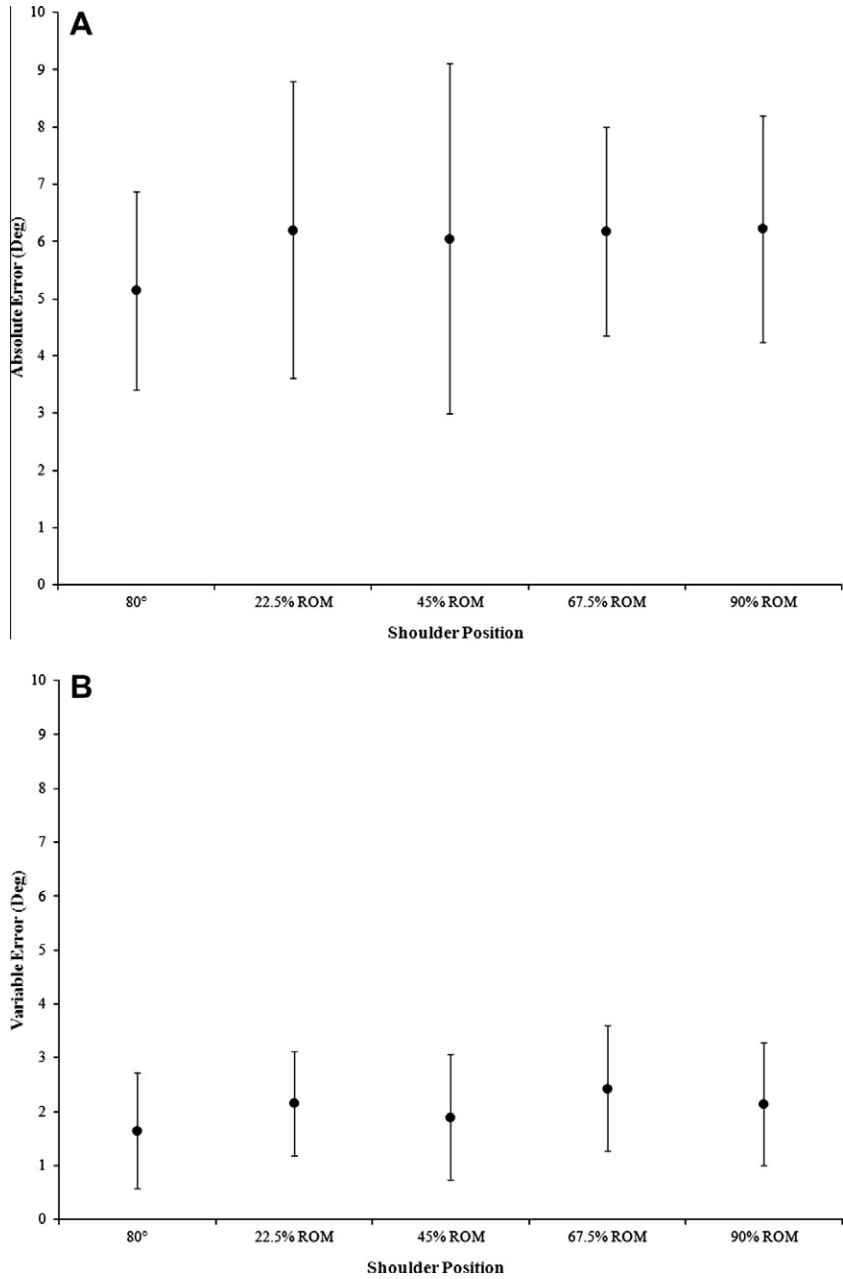 A
10
9
8
7
6
5
4
3
2
1
0
Absolute Error (Deg)
80° 22.5% ROM 45% ROM 67.5% ROM 90% ROM
Shoulder Position
B
10
9
8
7
6
5
4
3
2
1
0
Variable Error (Deg)
80° 22.5% ROM 45% ROM 67.5% ROM 90% ROM
Shoulder Position